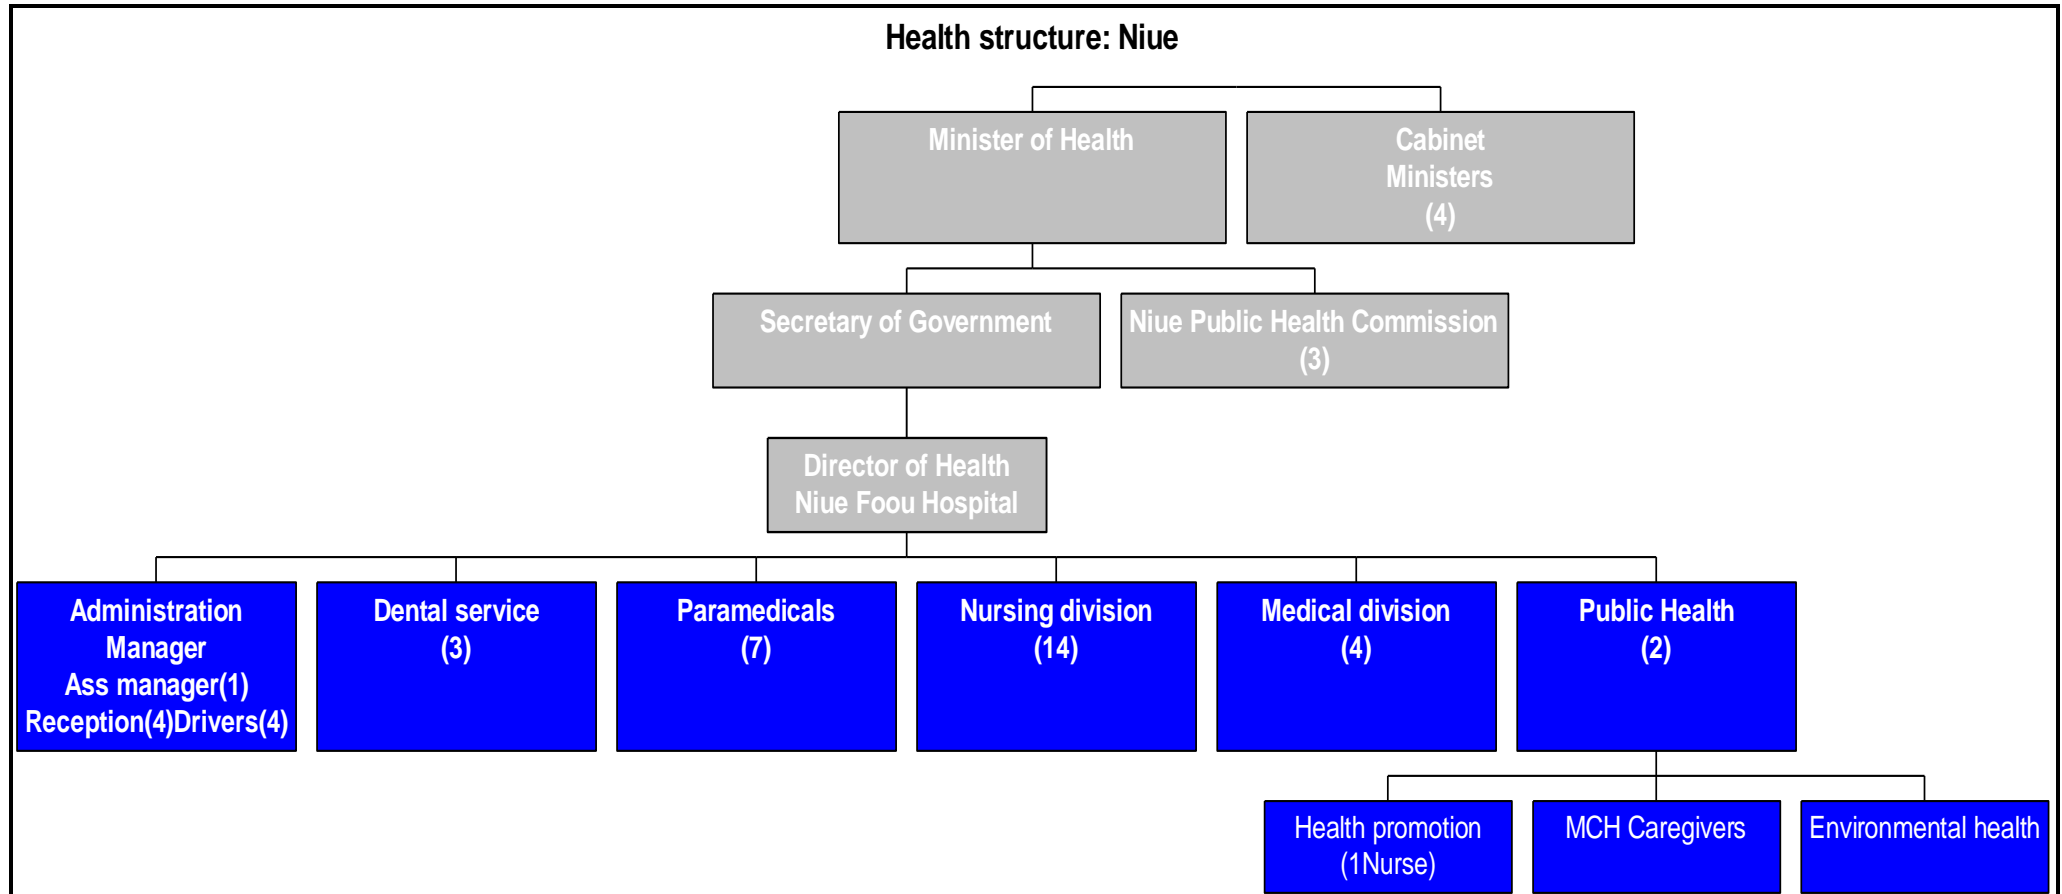 Health structure: Niue
Minister of Health
Cabinet
Ministers
(4)
Secretary of Government
Niue Public Health Commission
(3)
Director of Health
Niue Foou Hospital
Administration
Manager
Ass manager(1)
Reception(4)Drivers(4)
Dental service
(3)
Paramedicals
(7)
Nursing division
(14)
Medical division
(4)
Public Health
(2)
Health promotion
(1Nurse)
MCH Caregivers
Environmental health